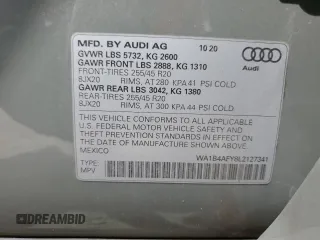 MFD. BY AUDI AG 10 20
GVWR LBS 5732, KG 2600
GAWR FRONT LBS 2888, KG 1310
FRONT-TIRES 255/45 R20
8JX20 RIMS, AT 280 KPA 41 PSI COLD
GAWR REAR LBS 3042, KG 1380
REAR-TIRES 255/45 R20
8JX20 RIMS, AT 300 KPA 44 PSI COLD
Audi
THIS VEHICLE CONFORMS TO ALL APPLICABLE
FEDERAL MOTOR VEHICLE SAFETY, BUMPER,
AND THEFT PREVENTION STANDARDS IN EFFECT
ON THE DATE OF MANUFACTURE SHOWN ABOVE.
MEXICO
TYPE:
MPV
WA1B4AFY8L2127341
DREAMBID